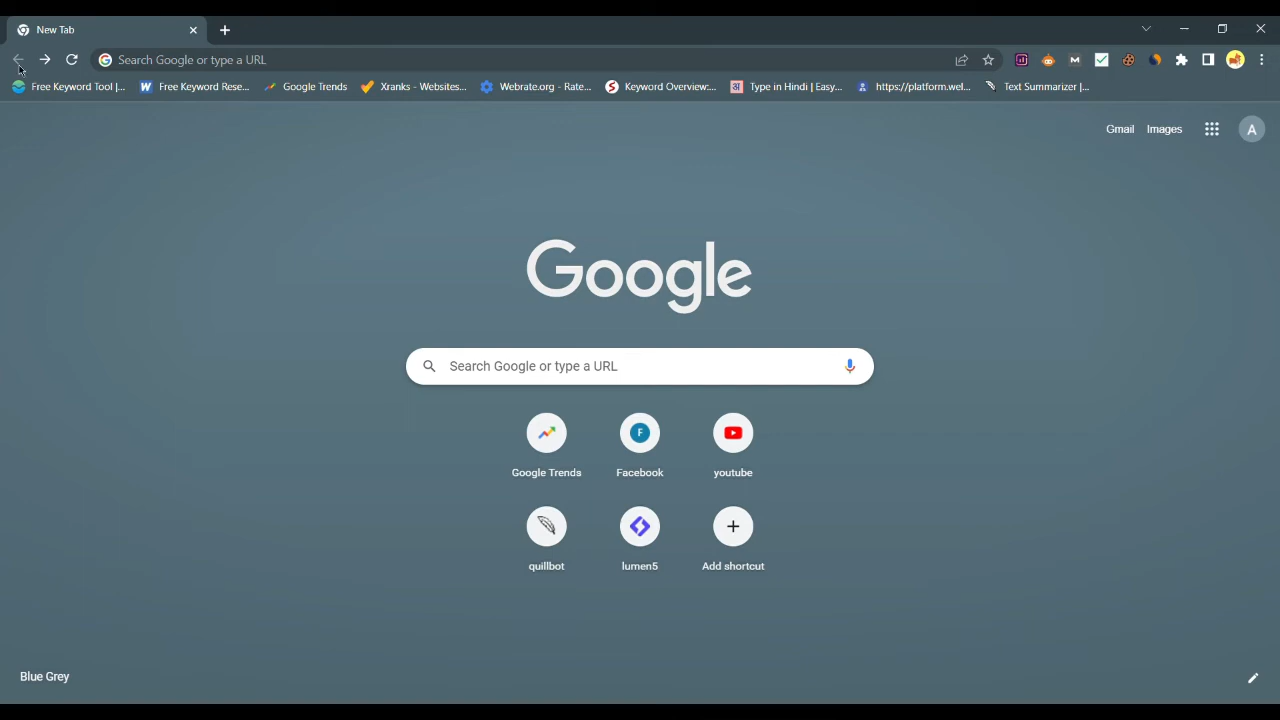 New Tab
Search Google or type a URL
Free Keyword Tool |...
Free Keyword Rese...
Google Trends
Xranks - Websites...
Webrate.org - Rate...
Keyword Overview:...
Type in Hindi | Easy...
https://platform.wel...
Text Summarizer |...
Gmail
Images
A
Google
Search Google or type a URL
Google Trends
Facebook
youtube
quillbot
lumen5
Add shortcut
Blue Grey